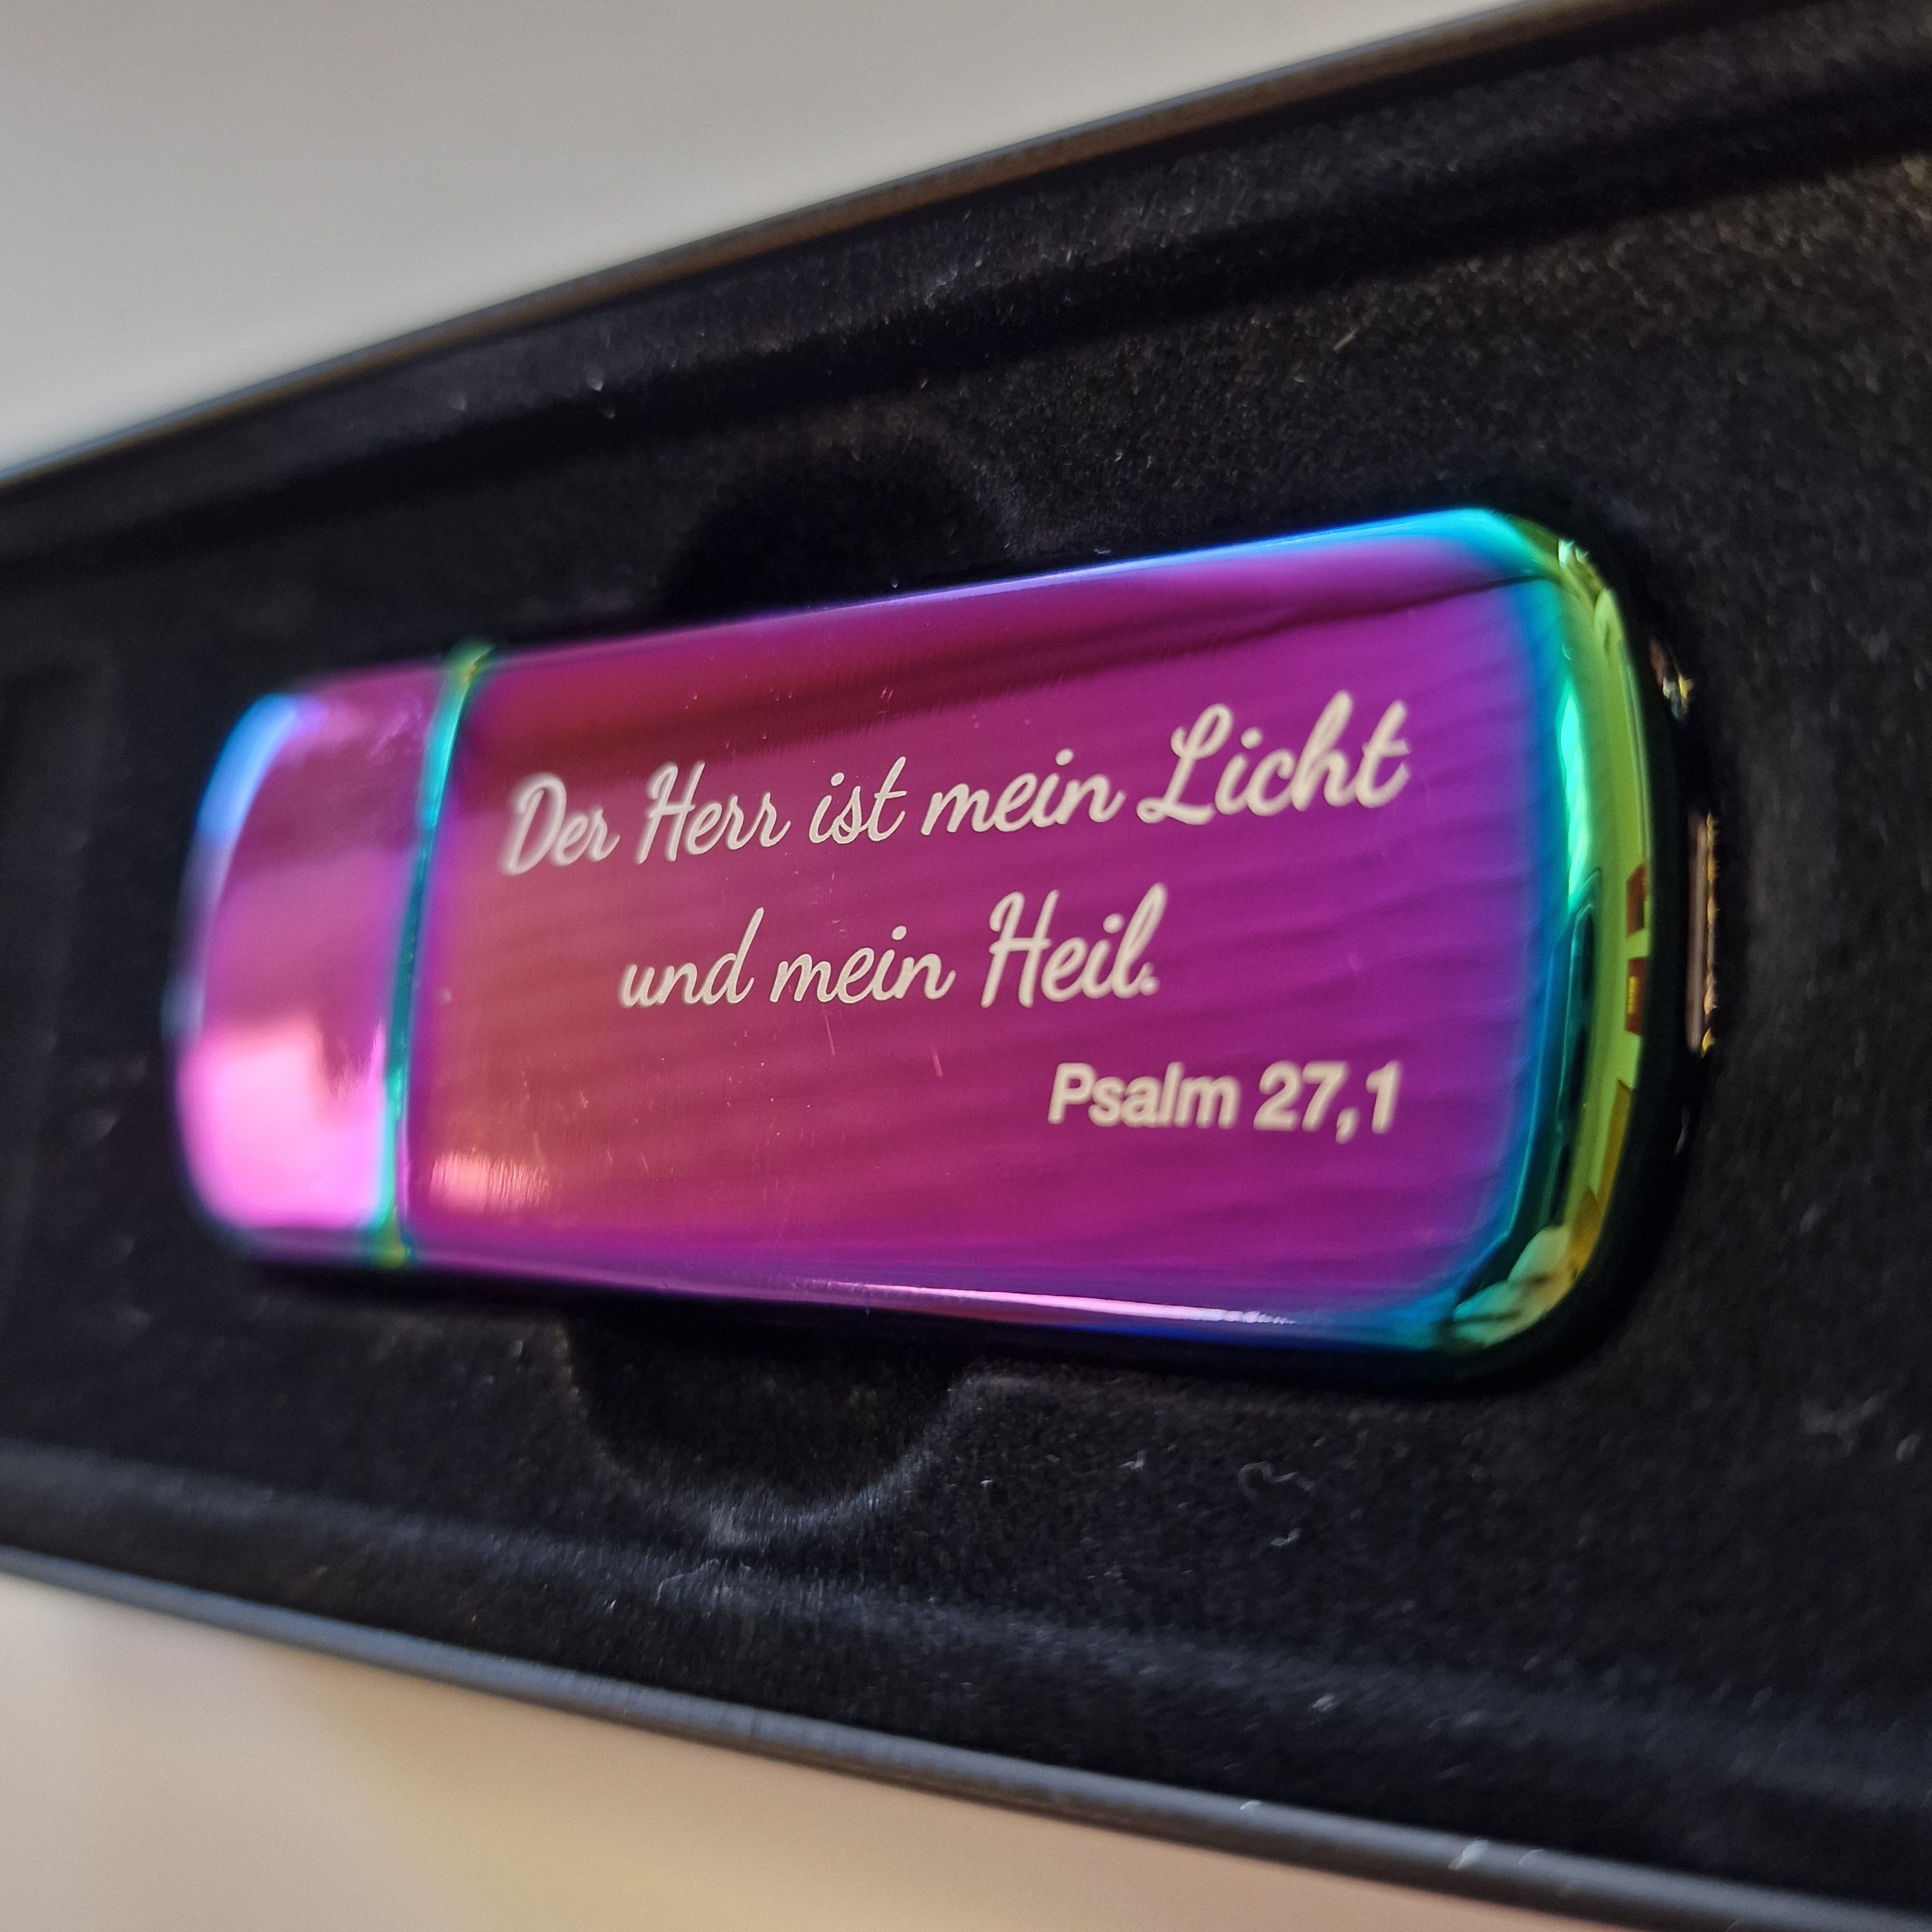 Der Herr ist mein Licht
und mein Heil.
Psalm 27,1